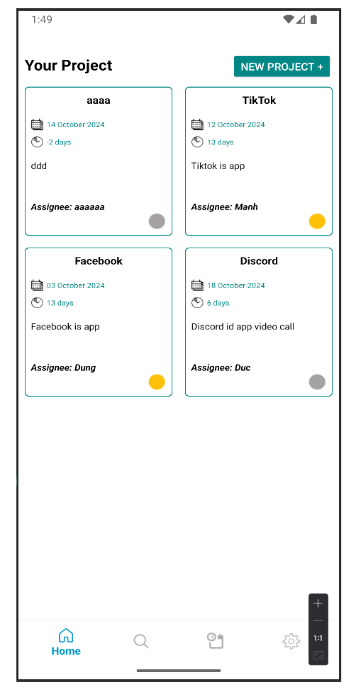 1:49
Your Project
NEW PROJECT +
aaaa
14 October 2024
-2 days
ddd
Assignee: aaaaaa
TikTok
12 October 2024
13 days
Tiktok is app
Assignee: Manh
Facebook
03 October 2024
13 days
Facebook is app
Assignee: Dung
Discord
18 October 2024
6 days
Discord id app video call
Assignee: Duc
1:1
Home